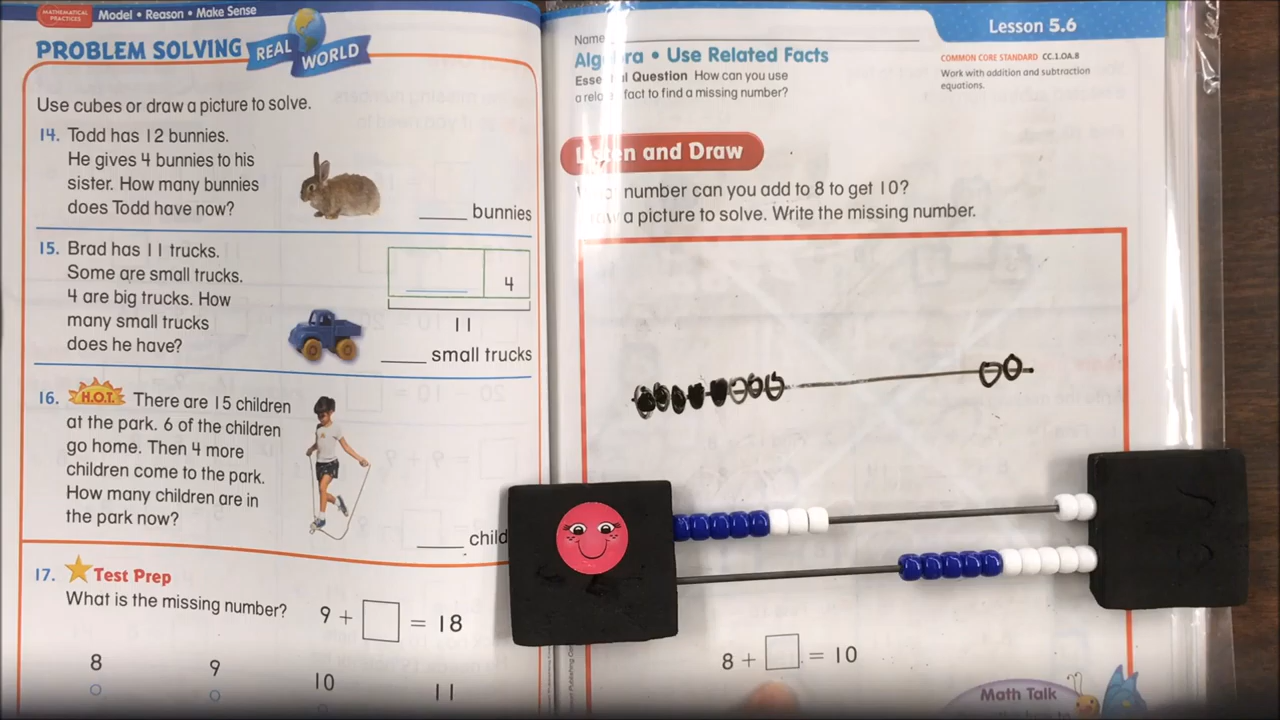 MATHEMATICAL PRACTICES Model • Reason • Make Sense
PROBLEM SOLVING REAL WORLD
Use cubes or draw a picture to solve.
14. Todd has 12 bunnies.
He gives 4 bunnies to his
sister. How many bunnies
does Todd have now?
____ bunnies
15. Brad has 11 trucks.
Some are small trucks.
4 are big trucks. How
many small trucks
does he have?
4
11
____ small trucks
16. H.O.T. There are 15 children
at the park. 6 of the children
go home. Then 4 more
children come to the park.
How many children are in
the park now?
____ child
17. Test Prep
What is the missing number?
9 + □ = 18
8 9 10 11
Name
Lesson 5.6
Use Related Facts
Question How can you use
a fact to find a missing number?
COMMON CORE STANDARD CC.1.OA.8
Work with addition and subtraction
equations.
and Draw
number can you add to 8 to get 10?
a picture to solve. Write the missing number.
8 + □ = 10
Math Talk